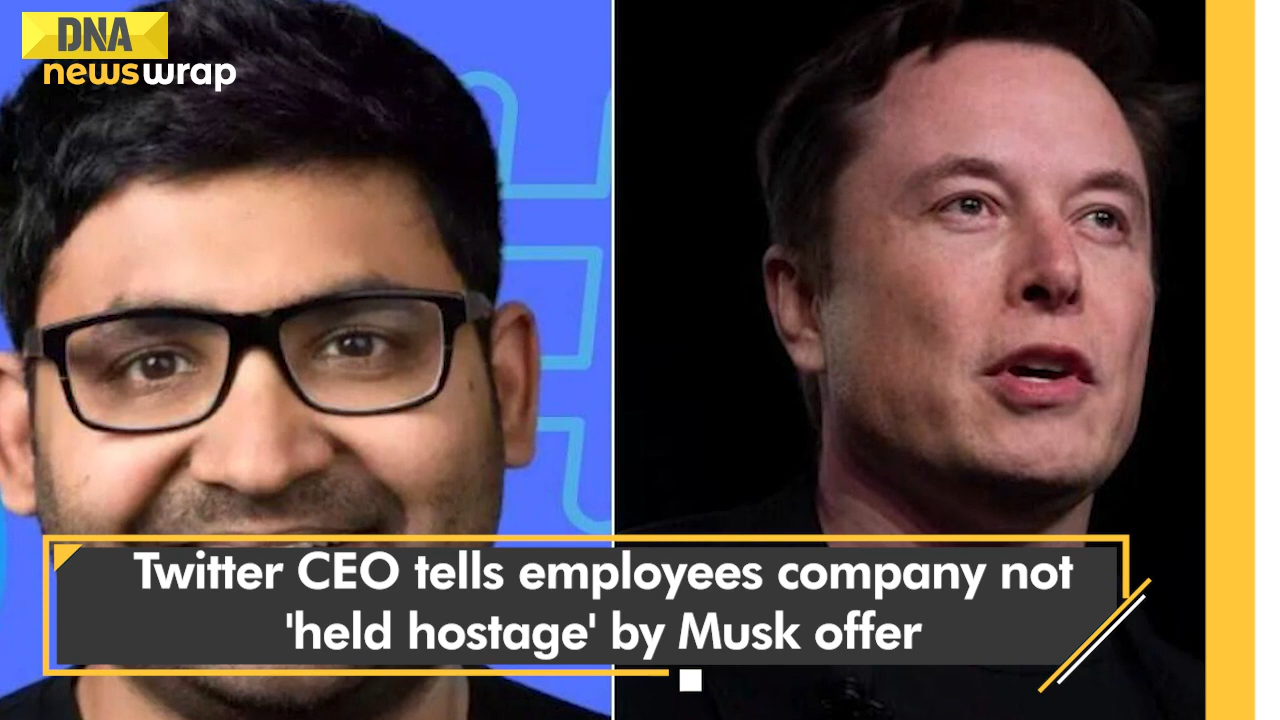 DNA
newswrap
Twitter CEO tells employees company not
'held hostage' by Musk offer